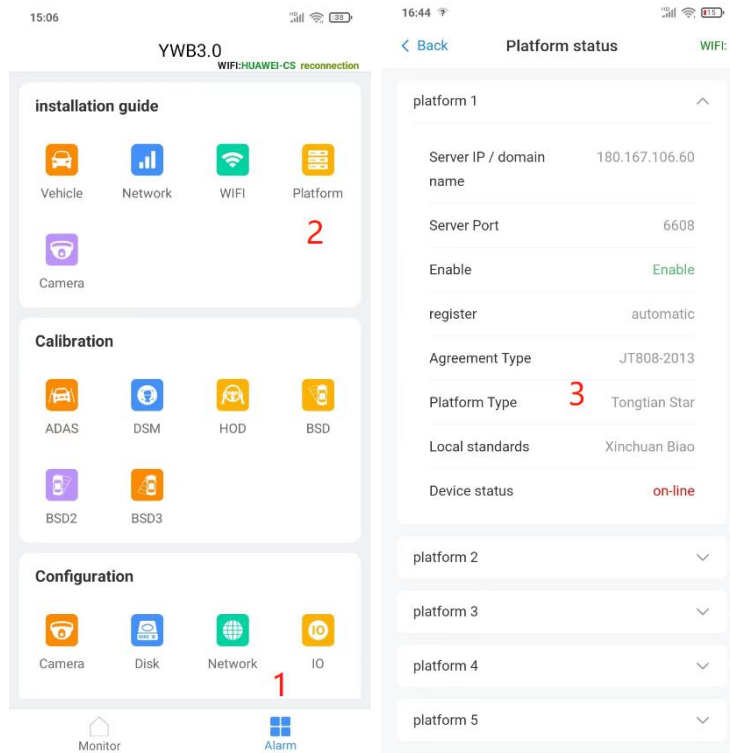 15:06
38
YWB3.0
WIFI:HUAWEI-CS reconnection
installation guide
Vehicle Network WIFI Platform
2
Camera
Calibration
ADAS DSM HOD BSD
BSD2 BSD3
Configuration
IO
Camera Disk Network IO
1
Monitor Alarm
16:44
15
Back Platform status WIFI:
platform 1
Server IP / domain 180.167.106.60
name
Server Port 6608
Enable Enable
register automatic
Agreement Type JT808-2013
Platform Type 3 Tongtian Star
Local standards Xinchuan Biao
Device status on-line
platform 2
platform 3
platform 4
platform 5